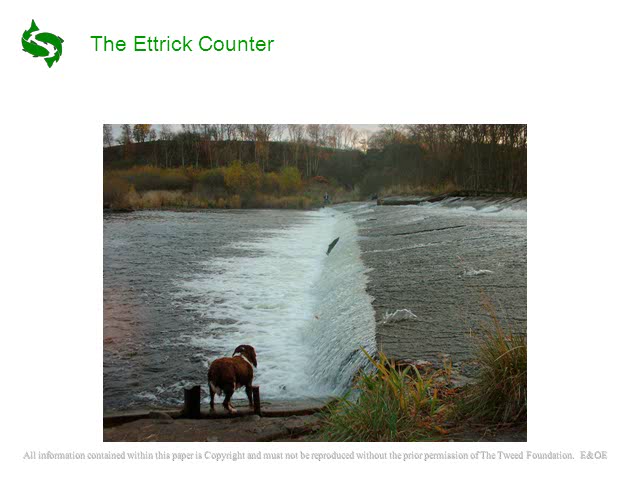 The Ettrick Counter
All information contained within this paper is Copyright and must not be reproduced without the prior permission of The Tweed Foundation. E&OE